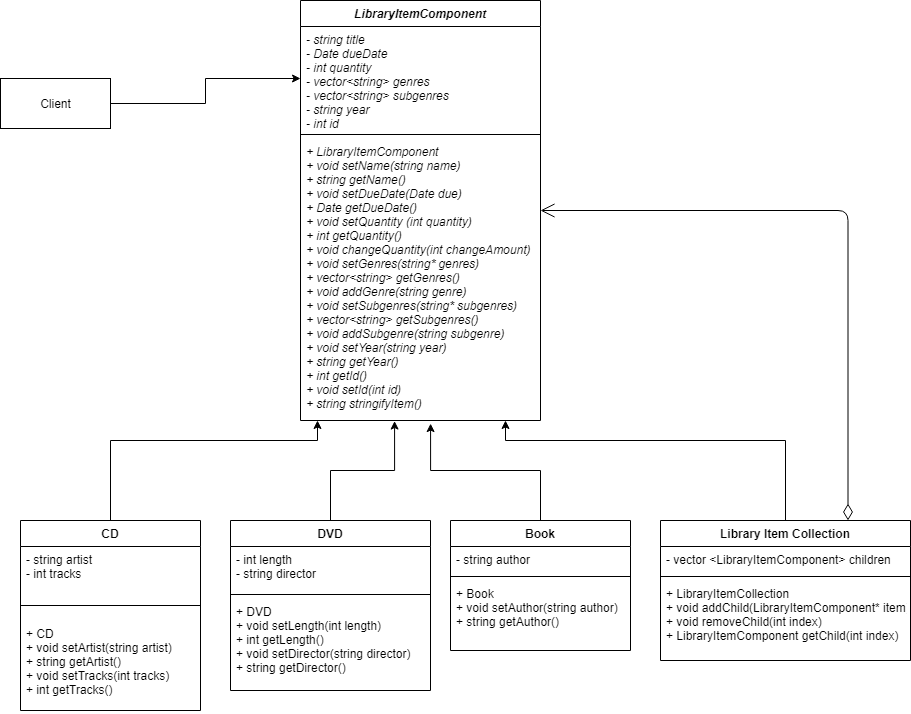 LibraryItemComponent
- string title
- Date dueDate
- int quantity
- vector<string> genres
- vector<string> subgenres
- string year
- int id
Client
+ LibraryItemComponent
+ void setName(string name)
+ string getName()
+ void setDueDate(Date due)
+ Date getDueDate()
+ void setQuantity (int quantity)
+ int getQuantity()
+ void changeQuantity(int changeAmount)
+ void setGenres(string* genres)
+ vector<string> getGenres()
+ void addGenre(string genre)
+ void setSubgenres(string* subgenres)
+ vector<string> getSubgenres()
+ void addSubgenre(string subgenre)
+ void setYear(string year)
+ string getYear()
+ int getId()
+ void setId(int id)
+ string stringifyItem()
CD
- string artist
- int tracks
+ CD
+ void setArtist(string artist)
+ string getArtist()
+ void setTracks(int tracks)
+ int getTracks()
DVD
- int length
- string director
+ DVD
+ void setLength(int length)
+ int getLength()
+ void setDirector(string director)
+ string getDirector()
Book
- string author
+ Book
+ void setAuthor(string author)
+ string getAuthor()
Library Item Collection
- vector <LibraryItemComponent> children
+ LibraryItemCollection
+ void addChild(LibraryItemComponent* item
+ void removeChild(int index)
+ LibraryItemComponent getChild(int index)